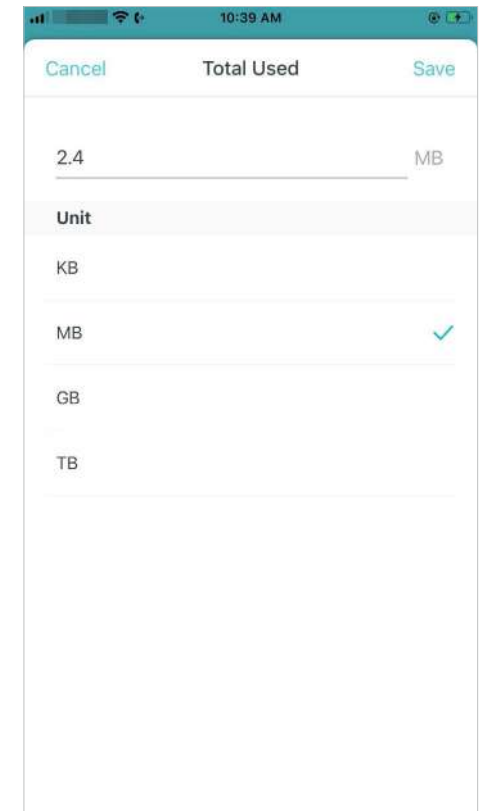 10:39 AM
Cancel Total Used Save
2.4 MB
Unit
KB
MB
GB
TB